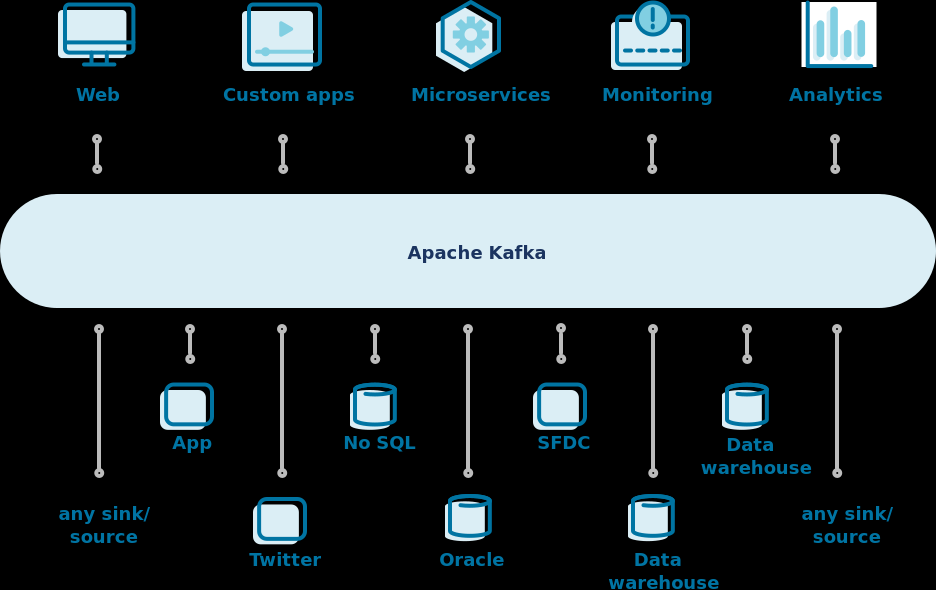 Web
Custom apps
Microservices
Monitoring
Analytics
Apache Kafka
App
No SQL
SFDC
Data
warehouse
any sink/
source
Twitter
Oracle
Data
warehouse
any sink/
source